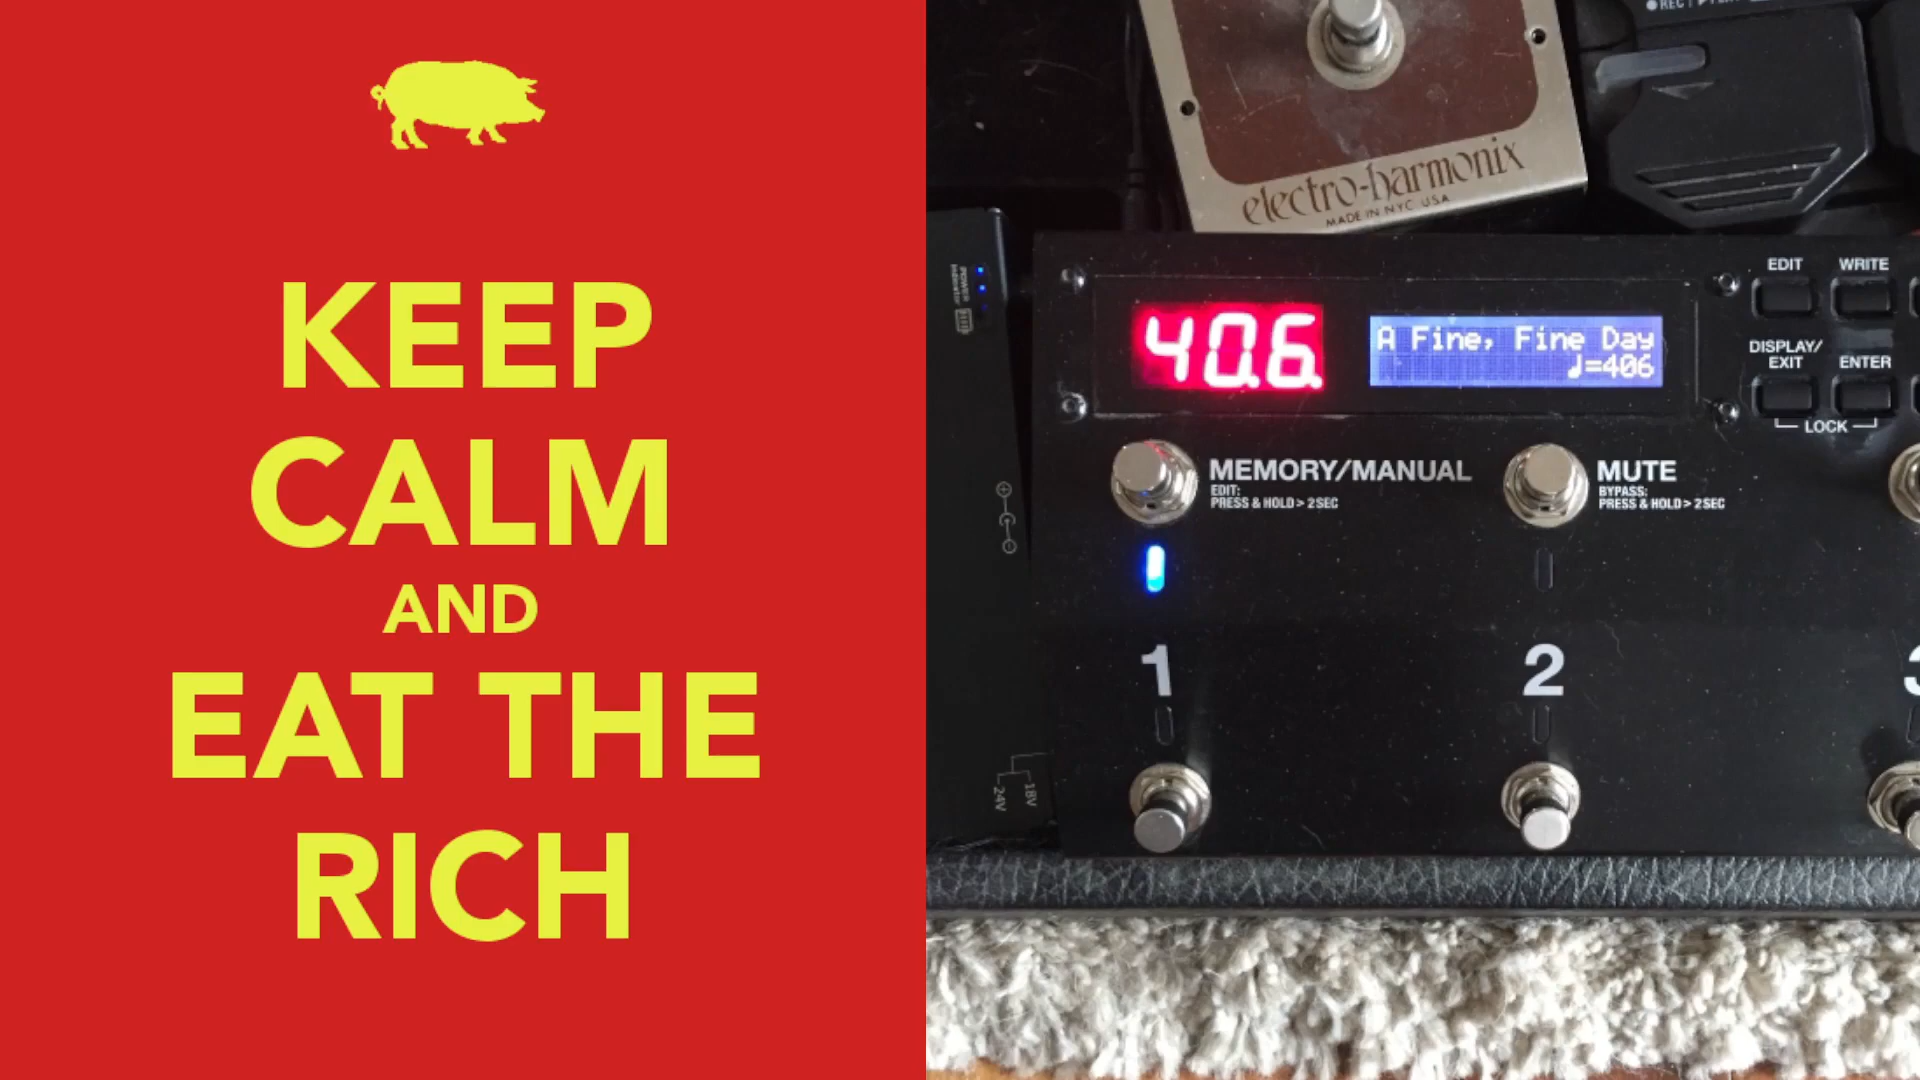 KEEP
CALM
AND
EAT THE
RICH
electro-harmonix
MADE IN NYC USA
POWER
40.6.
A Fine, Fine Day
♩=406
EDIT
WRITE
DISPLAY/
EXIT
ENTER
LOCK
MEMORY/MANUAL
EDIT:
PRESS & HOLD > 2SEC
MUTE
BYPASS:
PRESS & HOLD > 2SEC
1
2
3
18V
24V